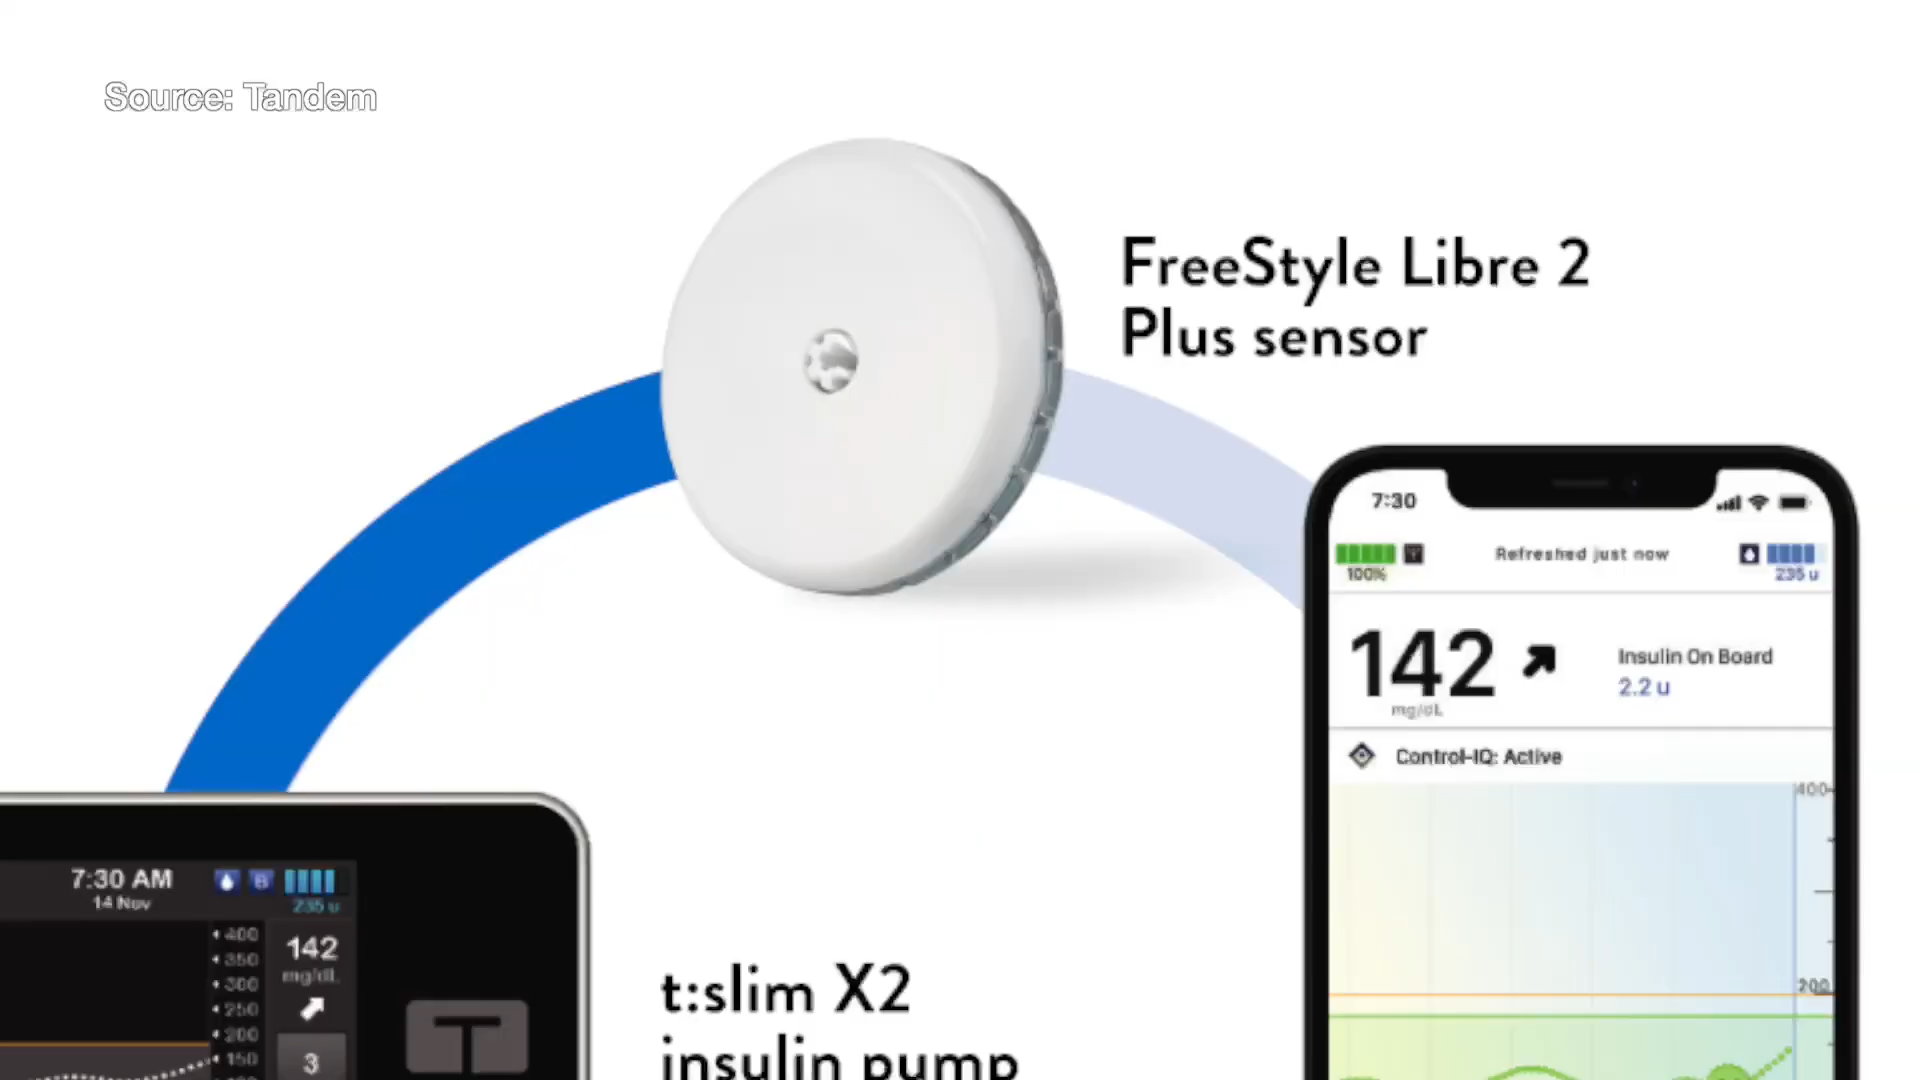 Source: Tandem
FreeStyle Libre 2
Plus sensor
7:30
100%
Refreshed just now
235 u
142
mg/dL
Insulin On Board
2.2 u
Control-IQ: Active
400
200
7:30 AM
14 Nov
B
235 u
400
350
300
250
200
150
142
mg/dL
3
T
t:slim X2
insulin pump